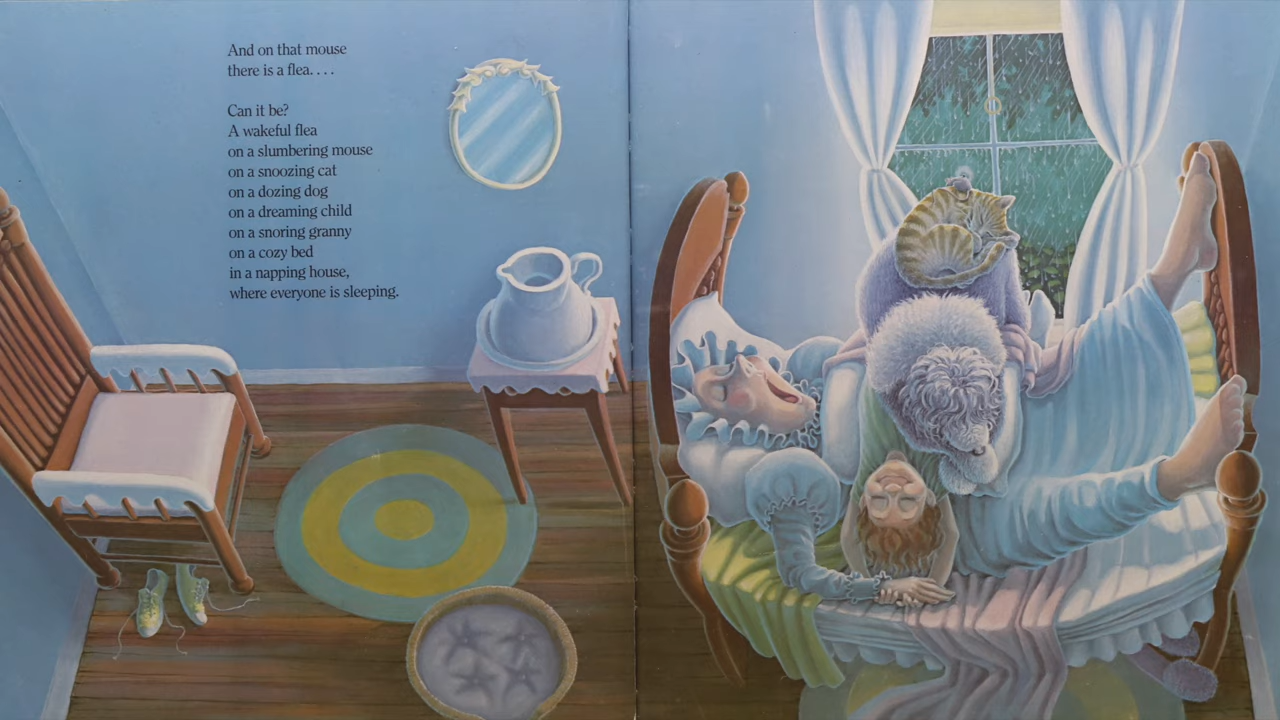 And on that mouse
there is a flea. . . .
Can it be?
A wakeful flea
on a slumbering mouse
on a snoozing cat
on a dozing dog
on a dreaming child
on a snoring granny
on a cozy bed
in a napping house,
where everyone is sleeping.